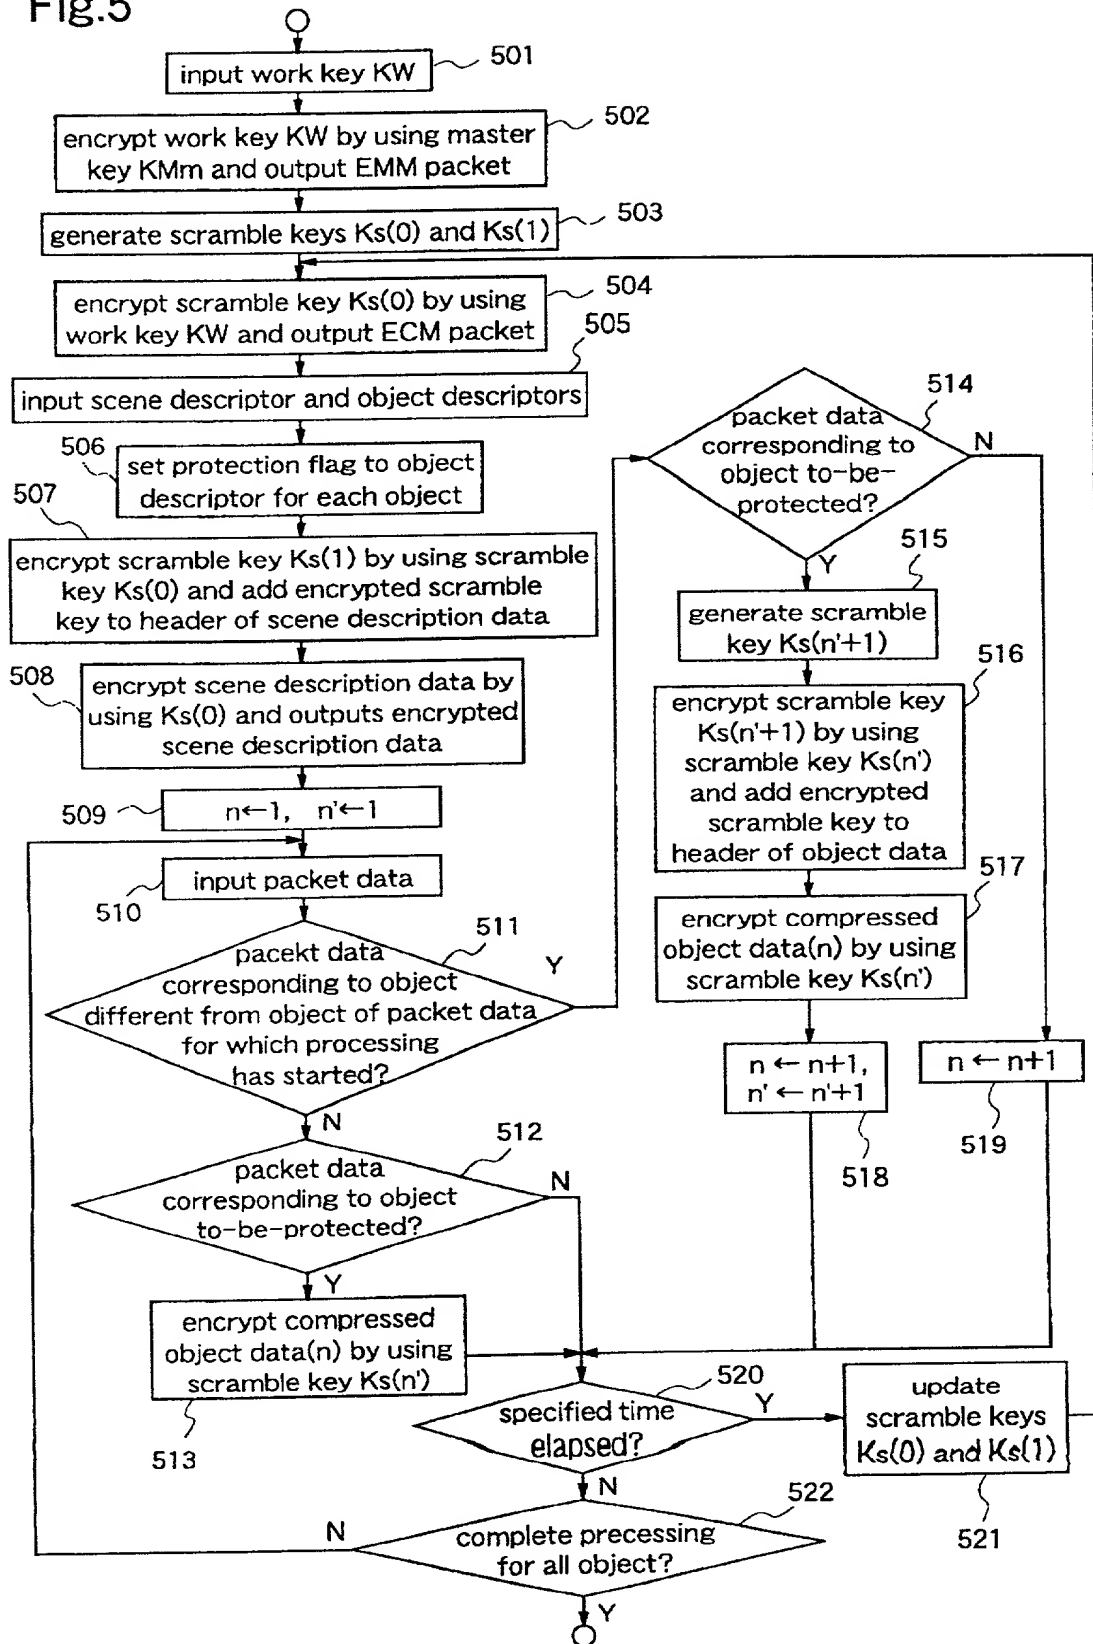 Fig.5
input work key KW
501
encrypt work key KW by using master
key KMm and output EMM packet
502
generate scramble keys Ks(0) and Ks(1)
503
encrypt scramble key Ks(0) by using
work key KW and output ECM packet
504
505
input scene descriptor and object descriptors
506
set protection flag to object
descriptor for each object
507
encrypt scramble key Ks(1) by using scramble
key Ks(0) and add encrypted scramble
key to header of scene description data
508
encrypt scene description data by
using Ks(0) and outputs encrypted
scene description data
509
n←1, n'←1
510
input packet data
511
pacekt data
corresponding to object
different from object of packet data
for which processing
has started?
Y
N
512
packet data
corresponding to object
to-be-protected?
N
Y
encrypt compressed
object data(n) by using
scramble key Ks(n')
513
514
packet data
corresponding to
object to-be-
protected?
N
Y
515
generate scramble
key Ks(n'+1)
516
encrypt scramble key
Ks(n'+1) by using
scramble key Ks(n')
and add encrypted
scramble key to
header of object data
517
encrypt compressed
object data(n) by using
scramble key Ks(n')
n ← n+1,
n' ← n'+1
518
n ← n+1
519
520
specified time
elapsed?
Y
N
update
scramble keys
Ks(0) and Ks(1)
521
522
complete precessing
for all object?
N
Y